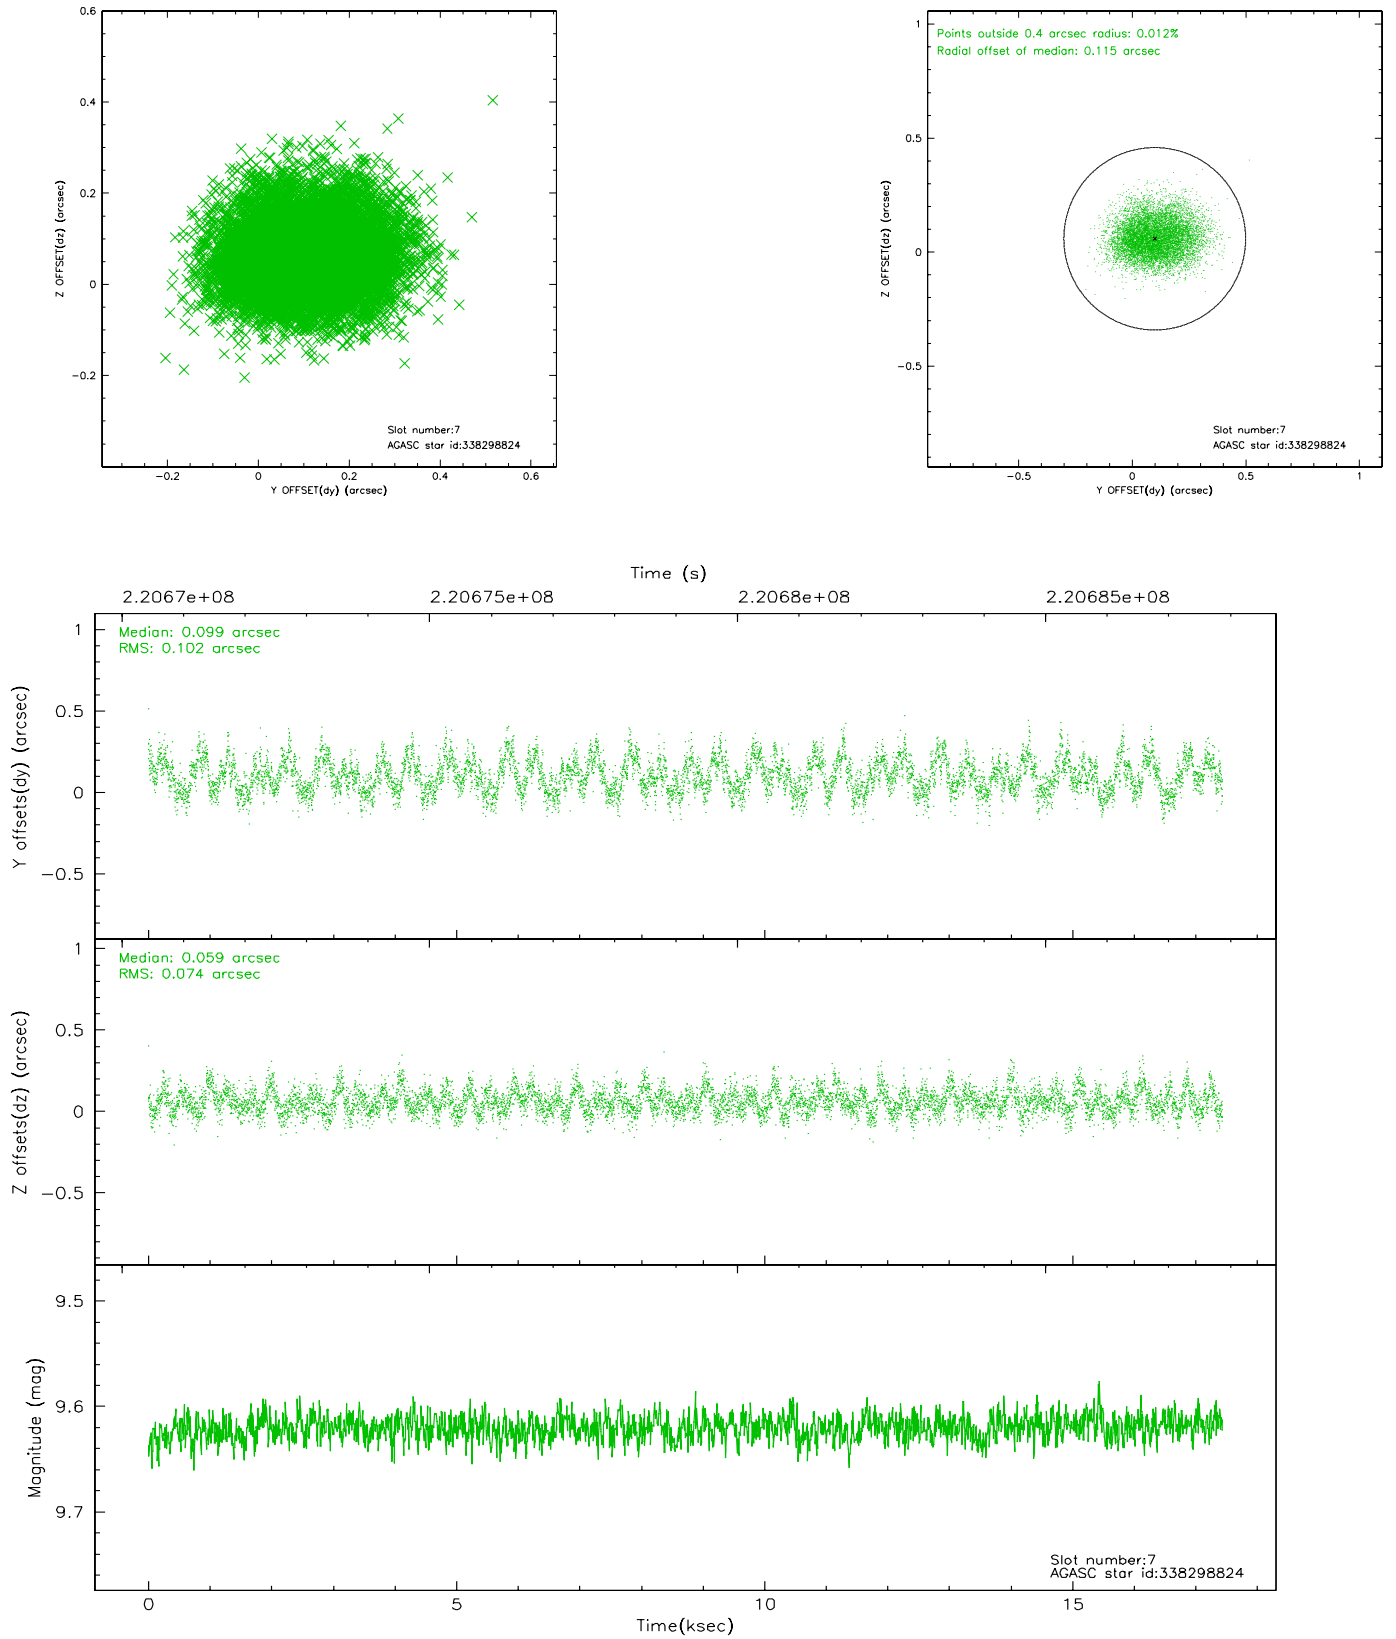 0.6
0.4
0.2
0
−0.2
Z OFFSET(dz) (arcsec)
Slot number:7
AGASC star id:338298824
−0.2 0 0.2 0.4 0.6
Y OFFSET(dy) (arcsec)
Points outside 0.4 arcsec radius: 0.012%
Radial offset of median: 0.115 arcsec
1
0.5
0
−0.5
Z OFFSET(dz) (arcsec)
Slot number:7
AGASC star id:338298824
−0.5 0 0.5 1
Y OFFSET(dy) (arcsec)
Time (s)
2.2067e+08 2.20675e+08 2.2068e+08 2.20685e+08
Median: 0.099 arcsec
RMS: 0.102 arcsec
1
0.5
0
−0.5
Y offsets(dy) (arcsec)
Median: 0.059 arcsec
RMS: 0.074 arcsec
1
0.5
0
−0.5
Z offsets(dz) (arcsec)
9.5
9.6
9.7
Magnitude (mag)
Slot number:7
AGASC star id:338298824
0 5 10 15
Time(ksec)